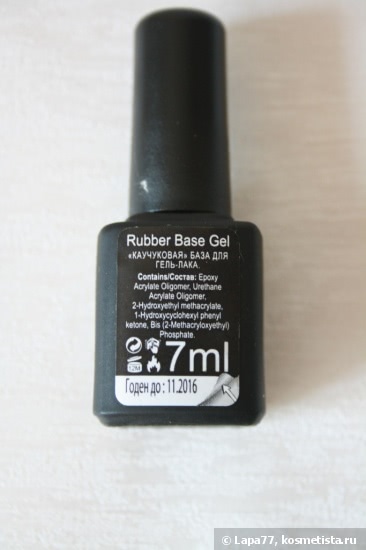 Rubber Base Gel
«КАУЧУКОВАЯ» БАЗА ДЛЯ
ГЕЛЬ-ЛАКА.
Contains/Состав: Epoxy
Acrylate Oligomer, Urethane
Acrylate Oligomer,
2-Hydroxyethyl methacrylate,
1-Hydroxycyclohexyl phenyl
ketone, Bis (2-Methacryloxyethyl)
Phosphate.
12M
7ml
Годен до: 11.2016
© Lapa77, kosmetista.ru